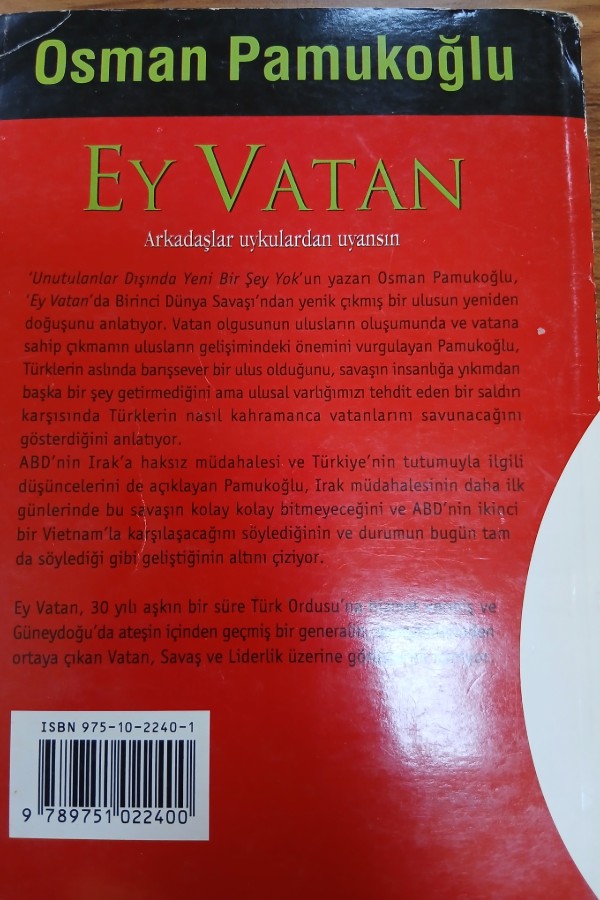 Osman Pamukoğlu
EY VATAN
Arkadaşlar uykulardan uyansın
'Unutulanlar Dışında Yeni Bir Şey Yok'un yazarı Osman Pamukoğlu,
'Ey Vatan'da Birinci Dünya Savaşı'ndan yenik çıkmış bir ulusun yeniden
doğuşunu anlatıyor. Vatan olgusunun ulusların oluşumunda ve vatana
sahip çıkmanın ulusların gelişimindeki önemini vurgulayan Pamukoğlu,
Türklerin aslında barışsever bir ulus olduğunu, savaşın insanlığa yıkımdan
başka bir şey getirmediğini ama ulusal varlığımızı tehdit eden bir saldırı
karşısında Türklerin nasıl kahramanca vatanlarını savunacağını
gösterdiğini anlatıyor.
ABD'nin Irak'a haksız müdahalesi ve Türkiye'nin tutumuyla ilgili
düşüncelerini de açıklayan Pamukoğlu, Irak müdahalesinin daha ilk
günlerinde bu savaşın kolay kolay bitmeyeceğini ve ABD'nin ikinci
bir Vietnam'la karşılaşacağını söylediğinin ve durumun bugün tam
da söylediği gibi geliştiğinin altını çiziyor.
Ey Vatan, 30 yılı aşkın bir süre Türk Ordusu'na ve
Güneydoğu'da ateşin içinden geçmiş bir generalin
ortaya çıkan Vatan, Savaş ve Liderlik üzerine
ISBN 975-10-2240-1
9 789751 022400